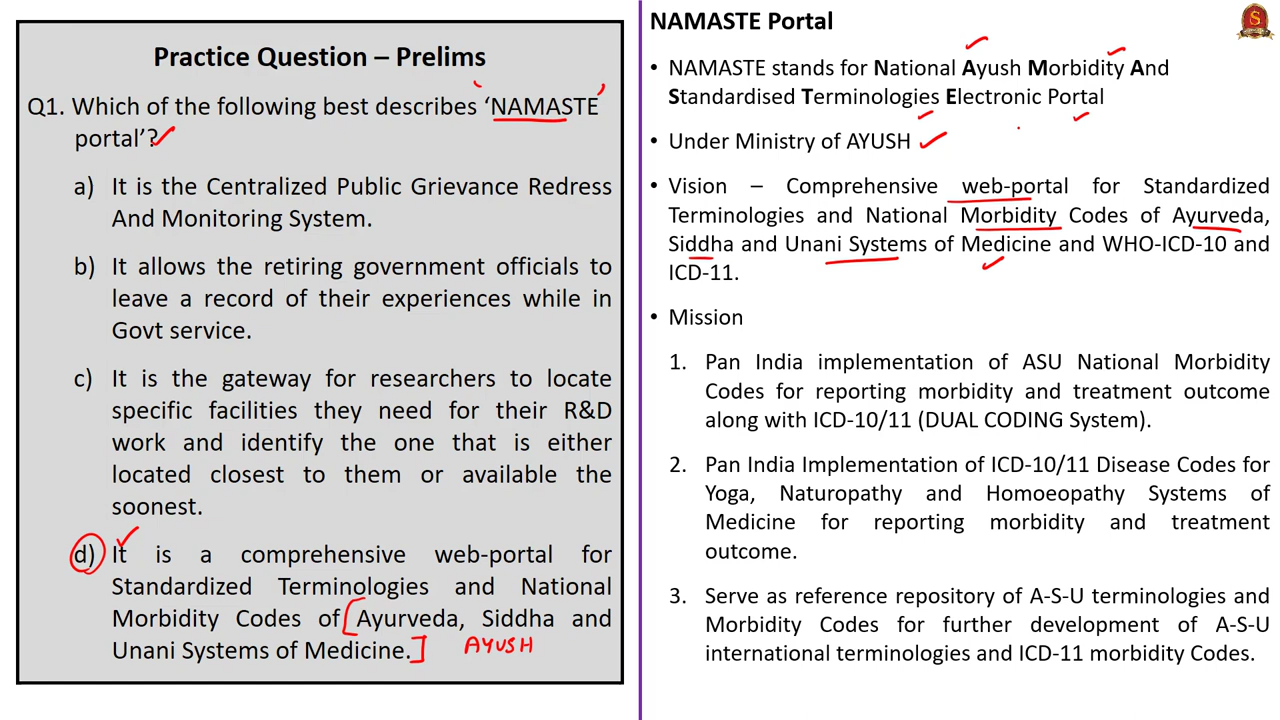 Practice Question – Prelims
Q1. Which of the following best describes ‘NAMASTE
portal’?
a) It is the Centralized Public Grievance Redress
And Monitoring System.
b) It allows the retiring government officials to
leave a record of their experiences while in
Govt service.
c) It is the gateway for researchers to locate
specific facilities they need for their R&D
work and identify the one that is either
located closest to them or available the
soonest.
d) It is a comprehensive web-portal for
Standardized Terminologies and National
Morbidity Codes of [Ayurveda, Siddha and
Unani Systems of Medicine.] AYUSH
NAMASTE Portal
• NAMASTE stands for National Ayush Morbidity And
Standardised Terminologies Electronic Portal
• Under Ministry of AYUSH
• Vision – Comprehensive web-portal for Standardized
Terminologies and National Morbidity Codes of Ayurveda,
Siddha and Unani Systems of Medicine and WHO-ICD-10 and
ICD-11.
• Mission
1. Pan India implementation of ASU National Morbidity
Codes for reporting morbidity and treatment outcome
along with ICD-10/11 (DUAL CODING System).
2. Pan India Implementation of ICD-10/11 Disease Codes for
Yoga, Naturopathy and Homoeopathy Systems of
Medicine for reporting morbidity and treatment
outcome.
3. Serve as reference repository of A-S-U terminologies and
Morbidity Codes for further development of A-S-U
international terminologies and ICD-11 morbidity Codes.